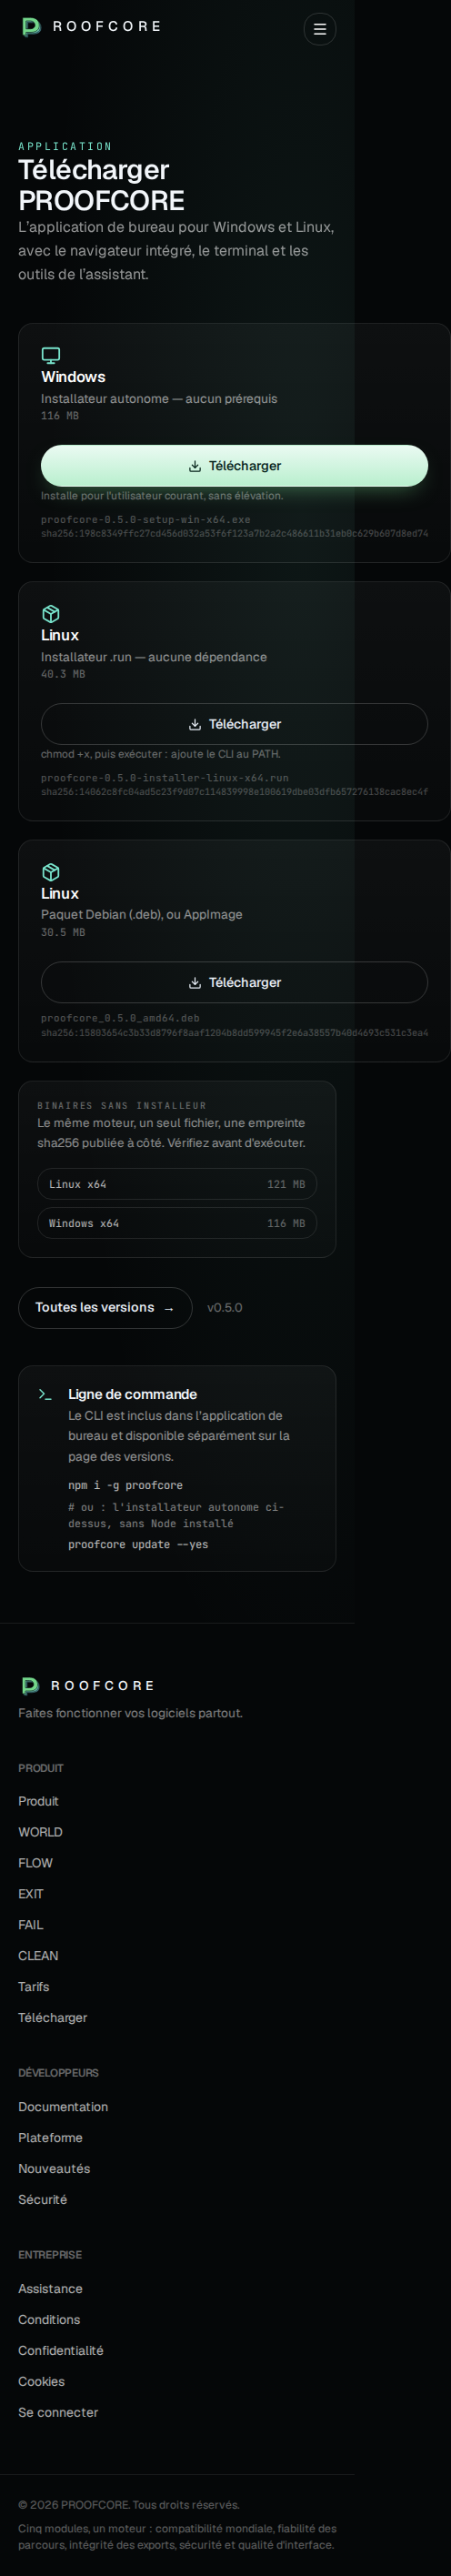 ROOFCORE
APPLICATION
Télécharger
PROOFCORE
L'application de bureau pour Windows et Linux,
avec le navigateur intégré, le terminal et les
outils de l'assistant.
Windows
Installateur autonome — aucun prérequis
116 MB
Télécharger
Installe pour l'utilisateur courant, sans élévation.
proofcore-0.5.0-setup-win-x64.exe
sha256:198c8349ffc27cd456d032a53f6f123a7b2a2c486611b31eb0c629b607d8ed74
Linux
Installateur .run — aucune dépendance
40.3 MB
Télécharger
chmod +x, puis exécuter : ajoute le CLI au PATH.
proofcore-0.5.0-installer-linux-x64.run
sha256:14062c8fc04ad5c23f9d07c114839998e100619dbe03dfb657276138cac8ec4f
Linux
Paquet Debian (.deb), ou AppImage
30.5 MB
Télécharger
proofcore_0.5.0_amd64.deb
sha256:15803654c3b33d8796f8aaf1204b8dd599945f2e6a38557b40d4693c531c3ea4
BINAIRES SANS INSTALLEUR
Le même moteur, un seul fichier, une empreinte
sha256 publiée à côté. Vérifiez avant d'exécuter.
Linux x64 121 MB
Windows x64 116 MB
Toutes les versions → v0.5.0
Ligne de commande
Le CLI est inclus dans l'application de
bureau et disponible séparément sur la
page des versions.
npm i -g proofcore
# ou : l'installateur autonome ci-
dessus, sans Node installé
proofcore update --yes
ROOFCORE
Faites fonctionner vos logiciels partout.
PRODUIT
Produit
WORLD
FLOW
EXIT
FAIL
CLEAN
Tarifs
Télécharger
DÉVELOPPEURS
Documentation
Plateforme
Nouveautés
Sécurité
ENTREPRISE
Assistance
Conditions
Confidentialité
Cookies
Se connecter
© 2026 PROOFCORE. Tous droits réservés.
Cinq modules, un moteur : compatibilité mondiale, fiabilité des
parcours, intégrité des exports, sécurité et qualité d'interface.